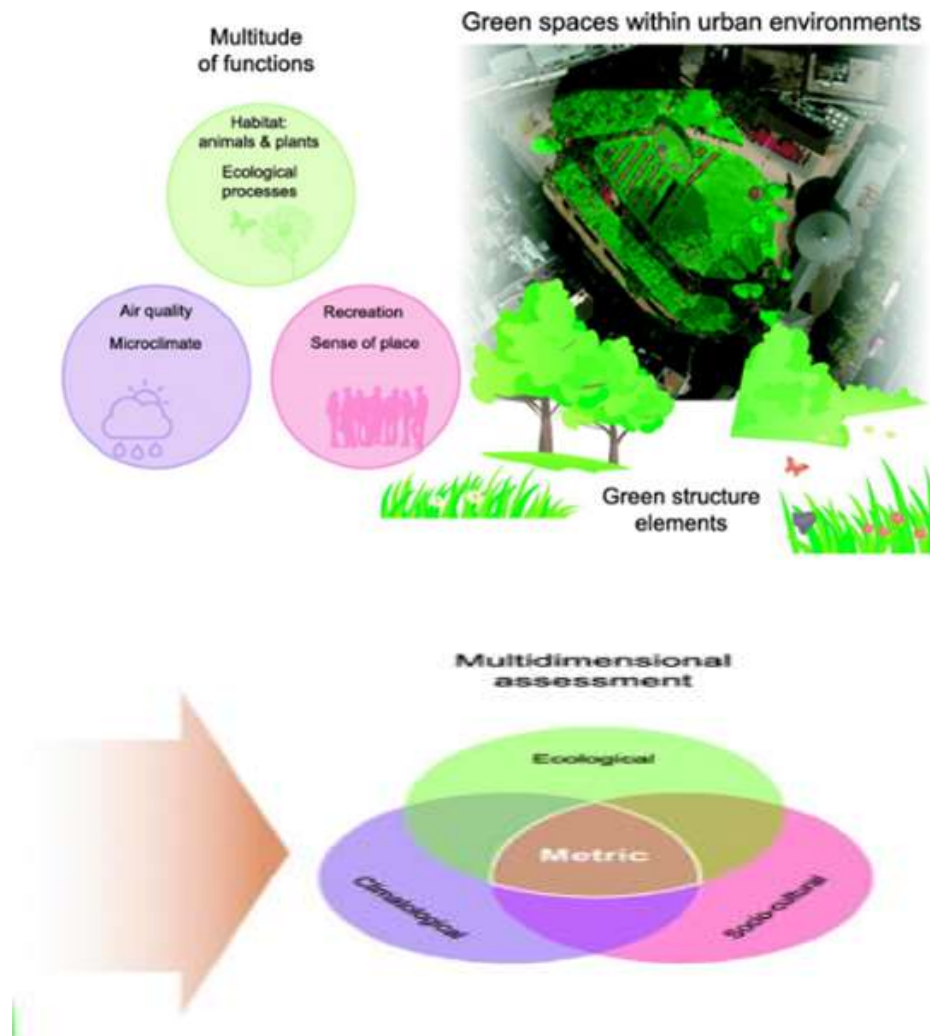 Green spaces within urban environments
Multitude
of functions
Habitat:
animals & plants
Ecological
processes
Air quality
Microclimate
Recreation
Sense of place
Green structure
elements
Multidimensional
assessment
Ecological
Metric
Climatological
Socio-cultural